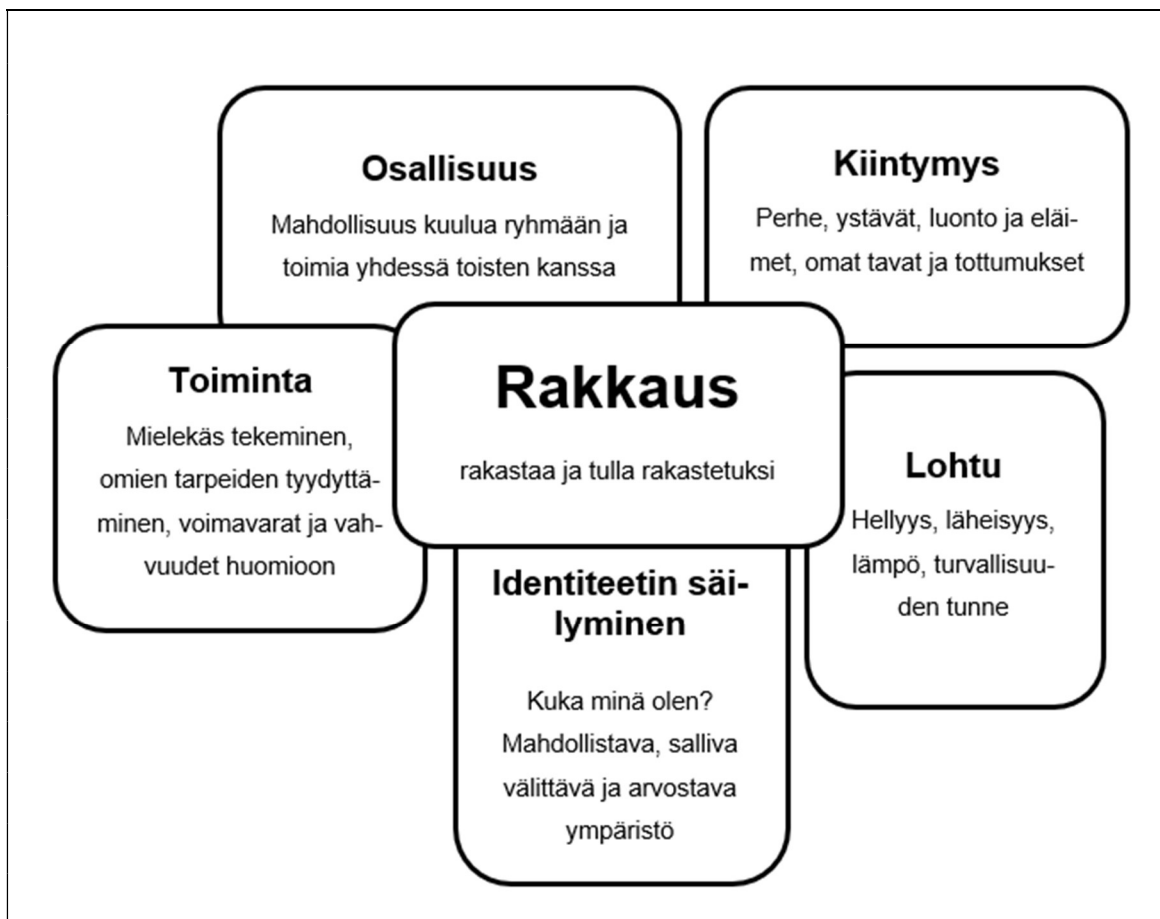 Osallisuus
Mahdollisuus kuulua ryhmään ja
toimia yhdessä toisten kanssa
Kiintymys
Perhe, ystävät, luonto ja eläi-
met, omat tavat ja tottumukset
Toiminta
Mielekäs tekeminen,
omien tarpeiden tyydyttä-
minen, voimavarat ja vah-
vuudet huomioon
Rakkaus
rakastaa ja tulla rakastetuksi
Lohtu
Hellyys, läheisyys,
lämpö, turvallisuu-
den tunne
Identiteetin säi-
lyminen
Kuka minä olen?
Mahdollistava, salliva
välittävä ja arvostava
ympäristö